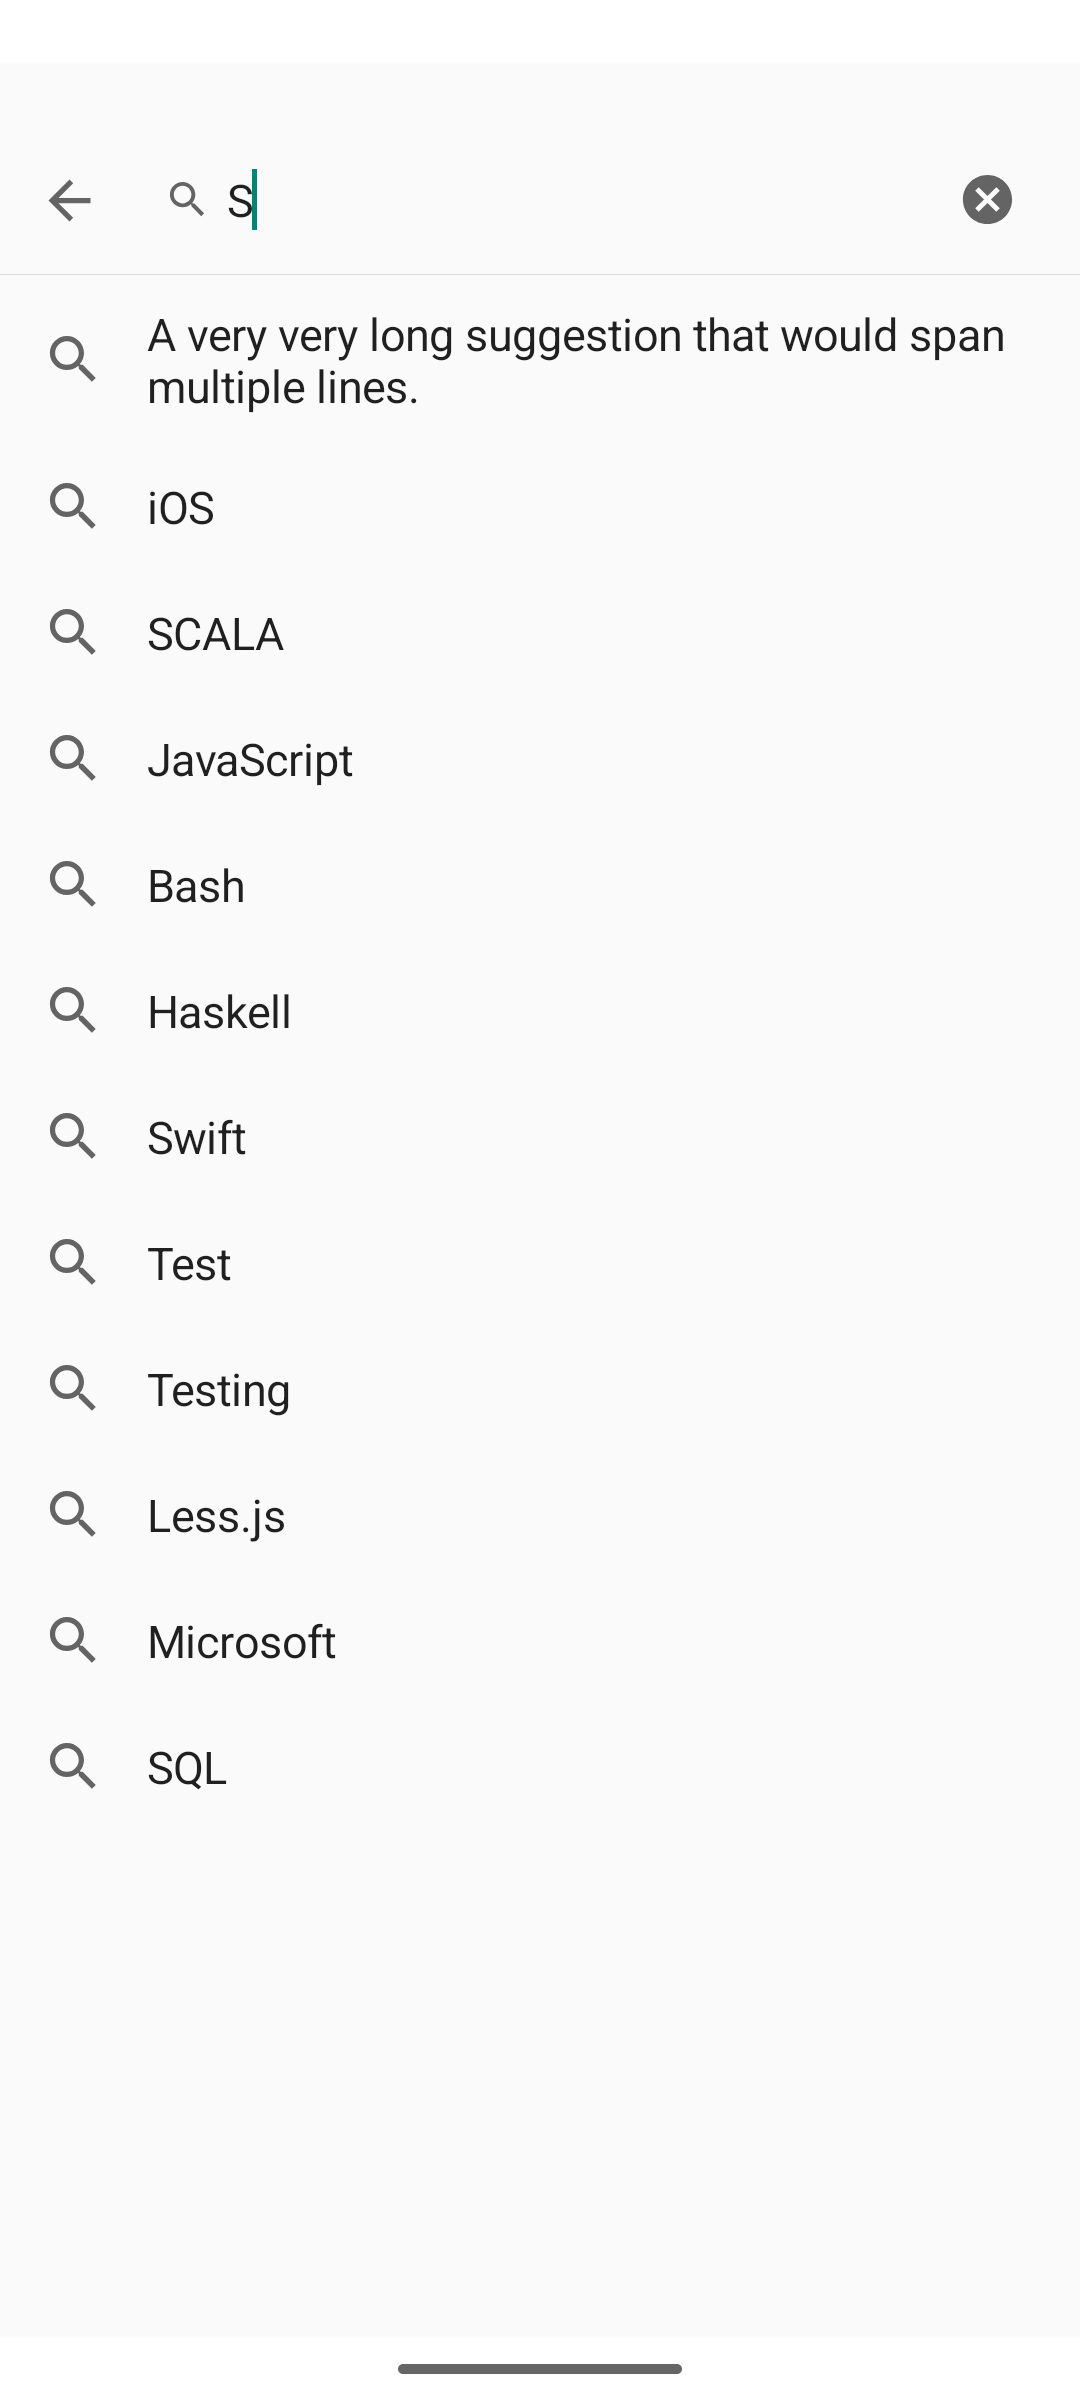 S
A very very long suggestion that would span
multiple lines.
iOS
SCALA
JavaScript
Bash
Haskell
Swift
Test
Testing
Less.js
Microsoft
SQL